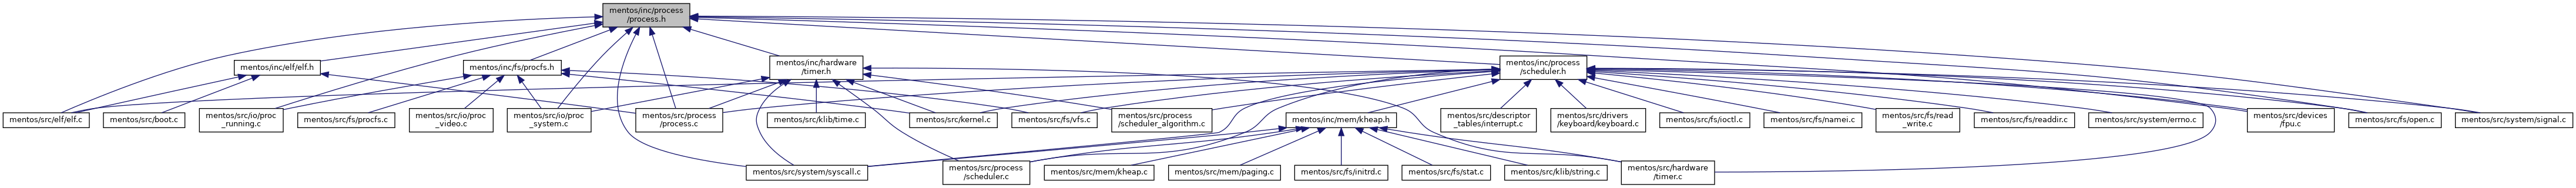 mentos/inc/process
/process.h
mentos/inc/hardware
/timer.h
mentos/inc/process
/scheduler.h
mentos/inc/elf/elf.h
mentos/inc/fs/procfs.h
mentos/src/elf/elf.c
mentos/src/boot.c
mentos/src/io/proc
_running.c
mentos/src/fs/procfs.c
mentos/src/io/proc
_video.c
mentos/src/io/proc
_system.c
mentos/src/process
/process.c
mentos/src/klib/time.c
mentos/src/kernel.c
mentos/src/fs/vfs.c
mentos/src/process
/scheduler_algorithm.c
mentos/inc/mem/kheap.h
mentos/src/descriptor
_tables/interrupt.c
mentos/src/drivers
/keyboard/keyboard.c
mentos/src/fs/ioctl.c
mentos/src/fs/namei.c
mentos/src/fs/read
_write.c
mentos/src/fs/readdir.c
mentos/src/system/errno.c
mentos/src/devices
/fpu.c
mentos/src/fs/open.c
mentos/src/system/signal.c
mentos/src/system/syscall.c
mentos/src/process
/scheduler.c
mentos/src/mem/kheap.c
mentos/src/mem/paging.c
mentos/src/fs/initrd.c
mentos/src/fs/stat.c
mentos/src/klib/string.c
mentos/src/hardware
/timer.c